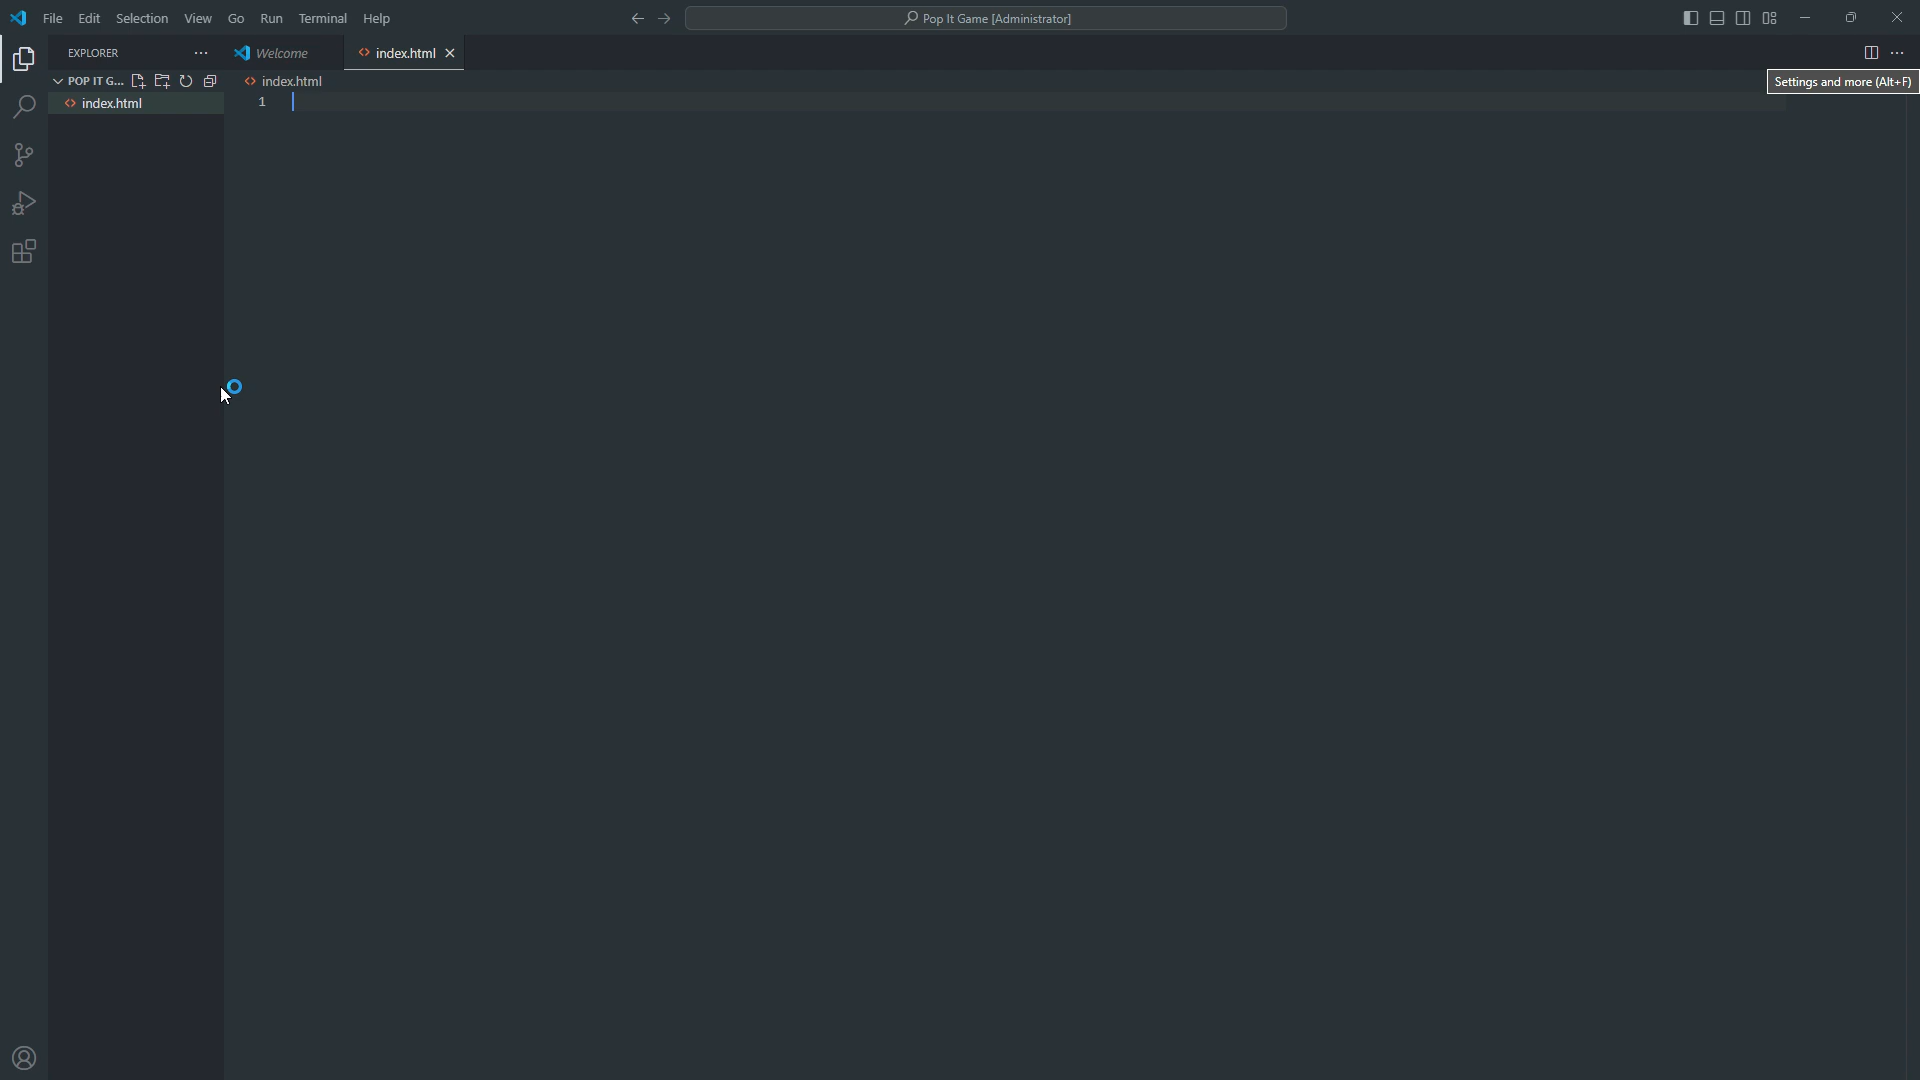 File Edit Selection View Go Run Terminal Help
Pop It Game [Administrator]
EXPLORER
Welcome
index.html
POP IT G...
index.html
Settings and more (Alt+F)
index.html
1